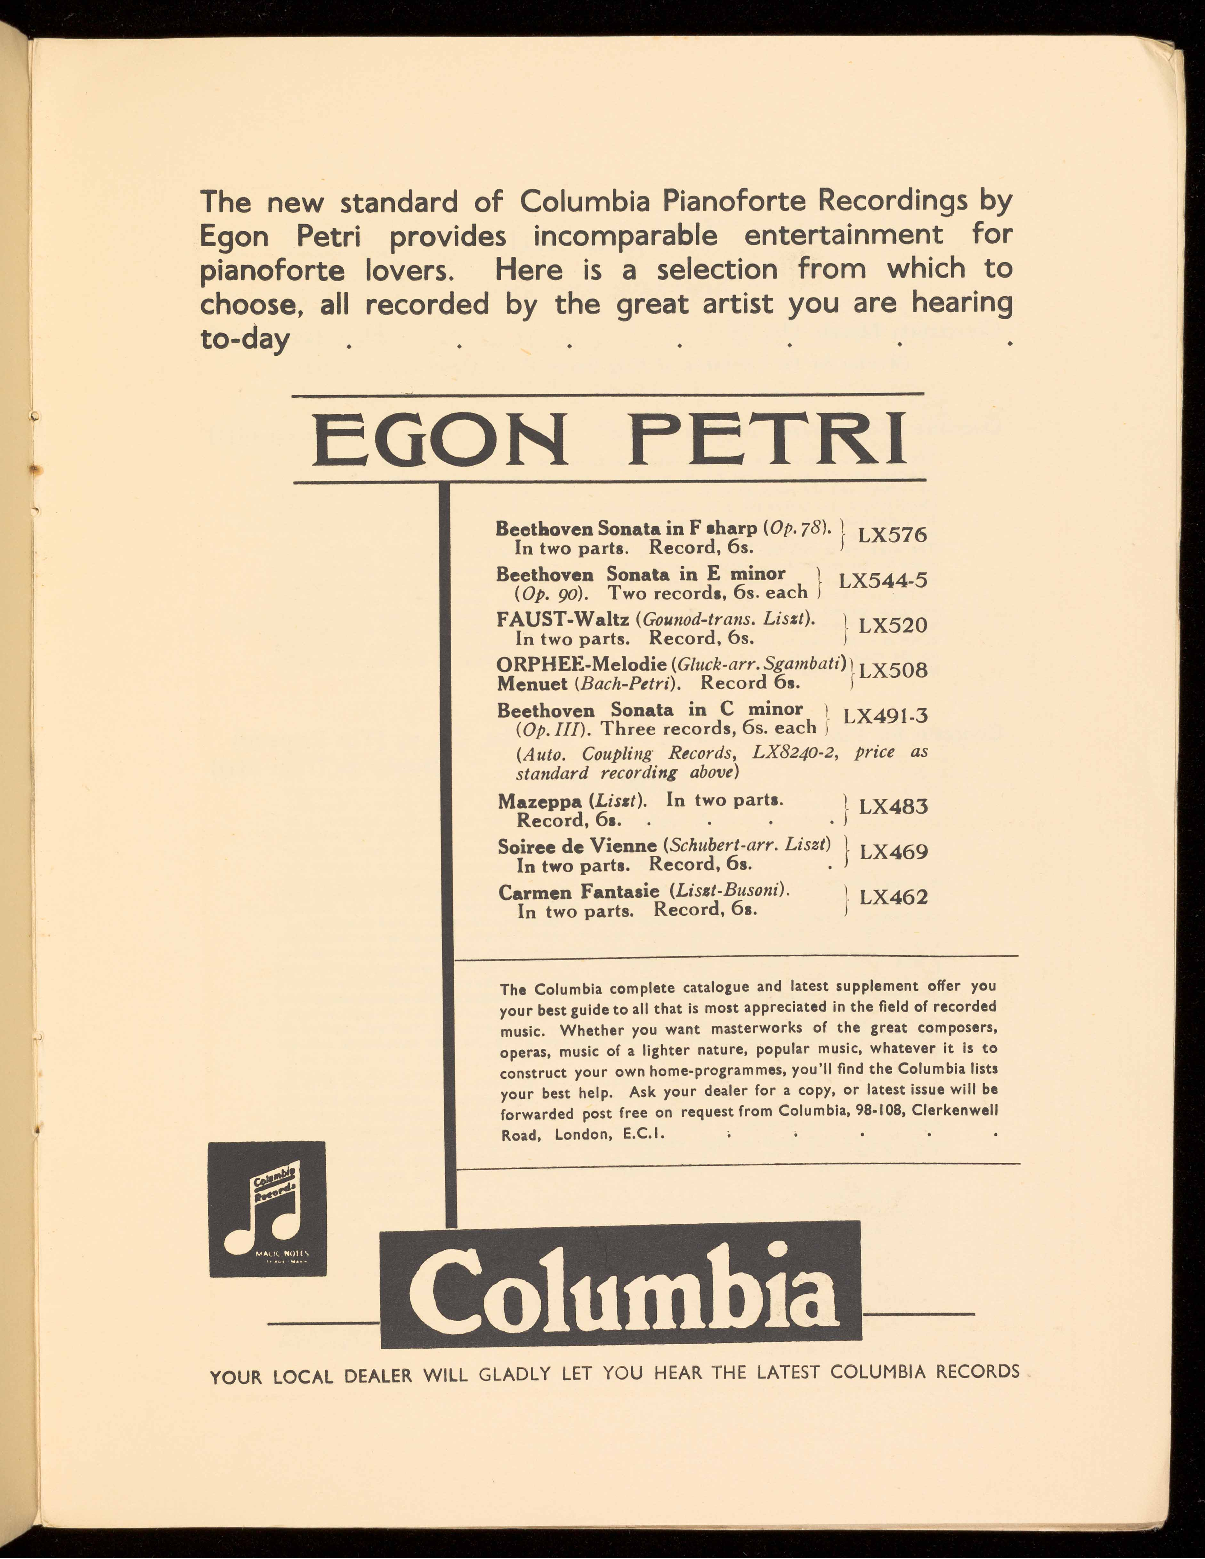 The new standard of Columbia Pianoforte Recordings by
Egon Petri provides incomparable entertainment for
pianoforte lovers. Here is a selection from which to
choose, all recorded by the great artist you are hearing
to-day . . . . . . .
EGON PETRI
Beethoven Sonata in F sharp (Op. 78). } LX576
In two parts. Record, 6s.
Beethoven Sonata in E minor } LX544-5
(Op. 90). Two records, 6s. each
FAUST-Waltz (Gounod-trans. Liszt). } LX520
In two parts. Record, 6s.
ORPHEE-Melodie (Gluck-arr. Sgambati) } LX508
Menuet (Bach-Petri). Record 6s.
Beethoven Sonata in C minor } LX491-3
(Op. III). Three records, 6s. each
(Auto. Coupling Records, LX8240-2, price as
standard recording above)
Mazeppa (Liszt). In two parts. } LX483
Record, 6s. . . . .
Soiree de Vienne (Schubert-arr. Liszt) } LX469
In two parts. Record, 6s. .
Carmen Fantasie (Liszt-Busoni). } LX462
In two parts. Record, 6s.
The Columbia complete catalogue and latest supplement offer you
your best guide to all that is most appreciated in the field of recorded
music. Whether you want masterworks of the great composers,
operas, music of a lighter nature, popular music, whatever it is to
construct your own home-programmes, you'll find the Columbia lists
your best help. Ask your dealer for a copy, or latest issue will be
forwarded post free on request from Columbia, 98-108, Clerkenwell
Road, London, E.C.I. . . . . .
Columbia
Records
MAGIC NOTES
TRADE MARK
Columbia
YOUR LOCAL DEALER WILL GLADLY LET YOU HEAR THE LATEST COLUMBIA RECORDS